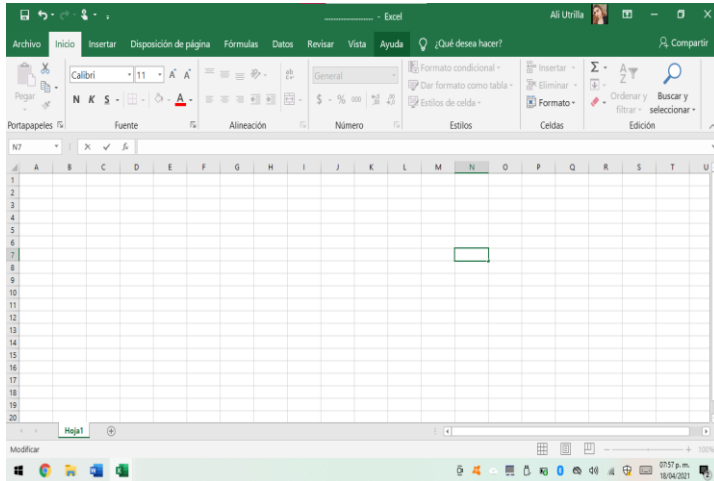 ................................ - Excel
Ali Utrilla
Archivo Inicio Insertar Disposición de página Fórmulas Datos Revisar Vista Ayuda ¿Qué desea hacer? Compartir
Pegar
Calibri 11 A A
N K S A
ab
General
$ % 000
Formato condicional
Dar formato como tabla
Estilos de celda
Insertar
Eliminar
Formato
Σ
Ordenar y filtrar
Buscar y seleccionar
Portapapeles Fuente Alineación Número Estilos Celdas Edición
N7 fx
A B C D E F G H I J K L M N O P Q R S T U
1
2
3
4
5
6
7
8
9
10
11
12
13
14
15
16
17
18
19
20
Hoja1
Modificar 100%
07:57 p. m.
18/04/2021